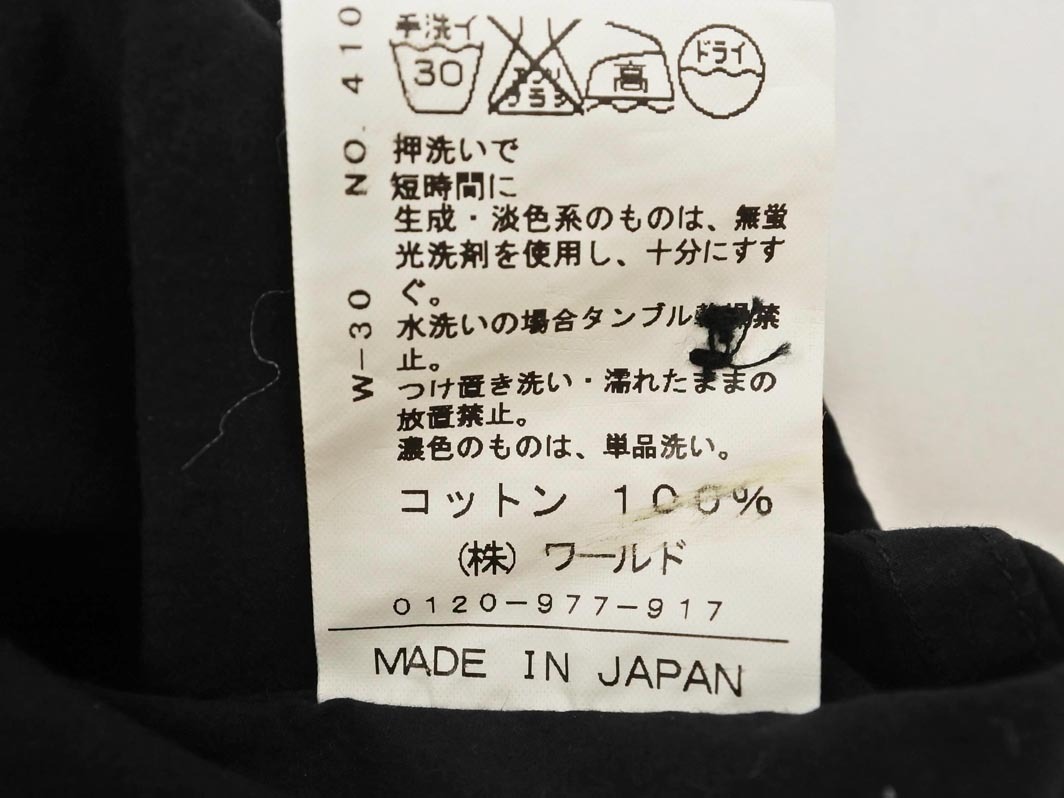 手洗イ
30
高
ドライ
押洗いで
短時間に
生成・淡色系のものは、無蛍
光洗剤を使用し、十分にすす
ぐ。
水洗いの場合タンブル 禁
止。
つけ置き洗い・濡れたままの
放置禁止。
濃色のものは、単品洗い。
コットン 100%
(株) ワールド
0120-977-917
MADE IN JAPAN
W-30 NO. 410